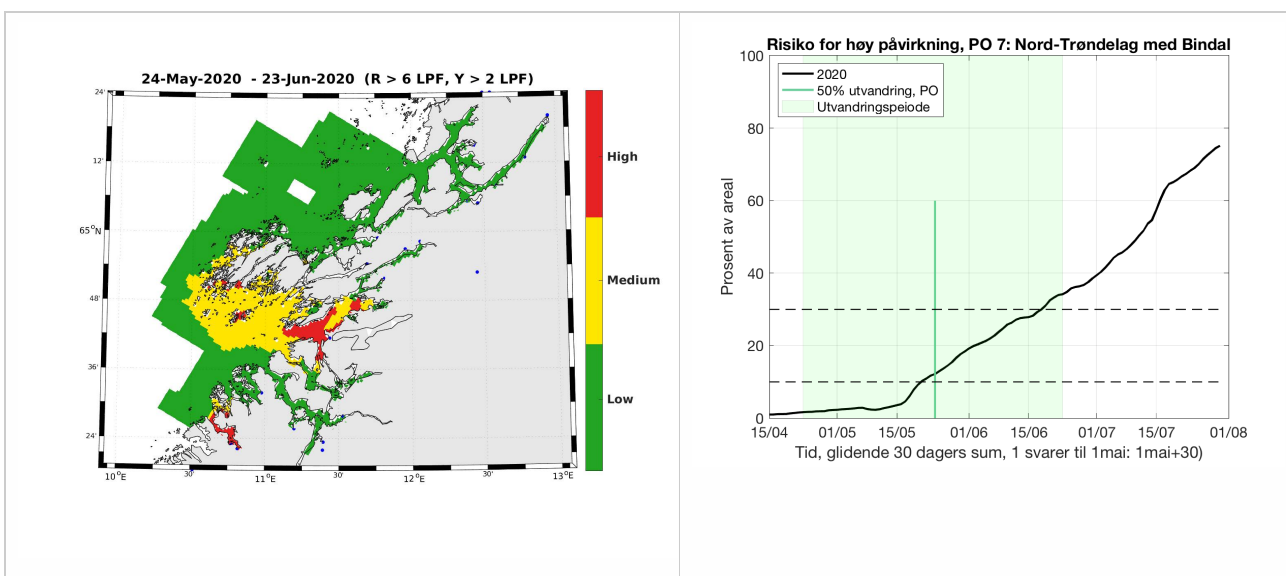 24-May-2020 - 23-Jun-2020 (R > 6 LPF, Y > 2 LPF)
24'
12'
65°N
48'
36'
24'
10°E
30'
11°E
30'
12°E
30'
13°E
High
Medium
Low
Risiko for høy påvirkning, PO 7: Nord-Trøndelag med Bindal
2020
50% utvandring, PO
Utvandringspeiode
Prosent av areal
100
80
60
40
20
0
15/04
01/05
15/05
01/06
15/06
01/07
15/07
01/08
Tid, glidende 30 dagers sum, 1 svarer til 1mai: 1mai+30)